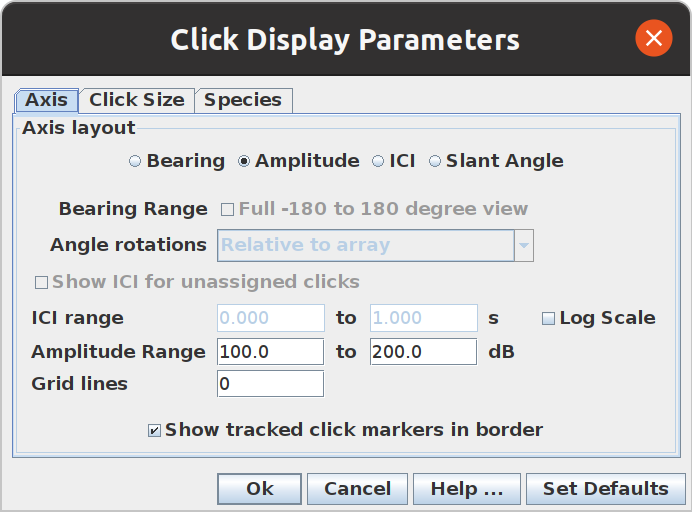 Click Display Parameters
Axis Click Size Species
Axis layout
Bearing Amplitude ICI Slant Angle
Bearing Range Full -180 to 180 degree view
Angle rotations Relative to array
Show ICI for unassigned clicks
ICI range 0.000 to 1.000 s Log Scale
Amplitude Range 100.0 to 200.0 dB
Grid lines 0
Show tracked click markers in border
Ok Cancel Help ... Set Defaults